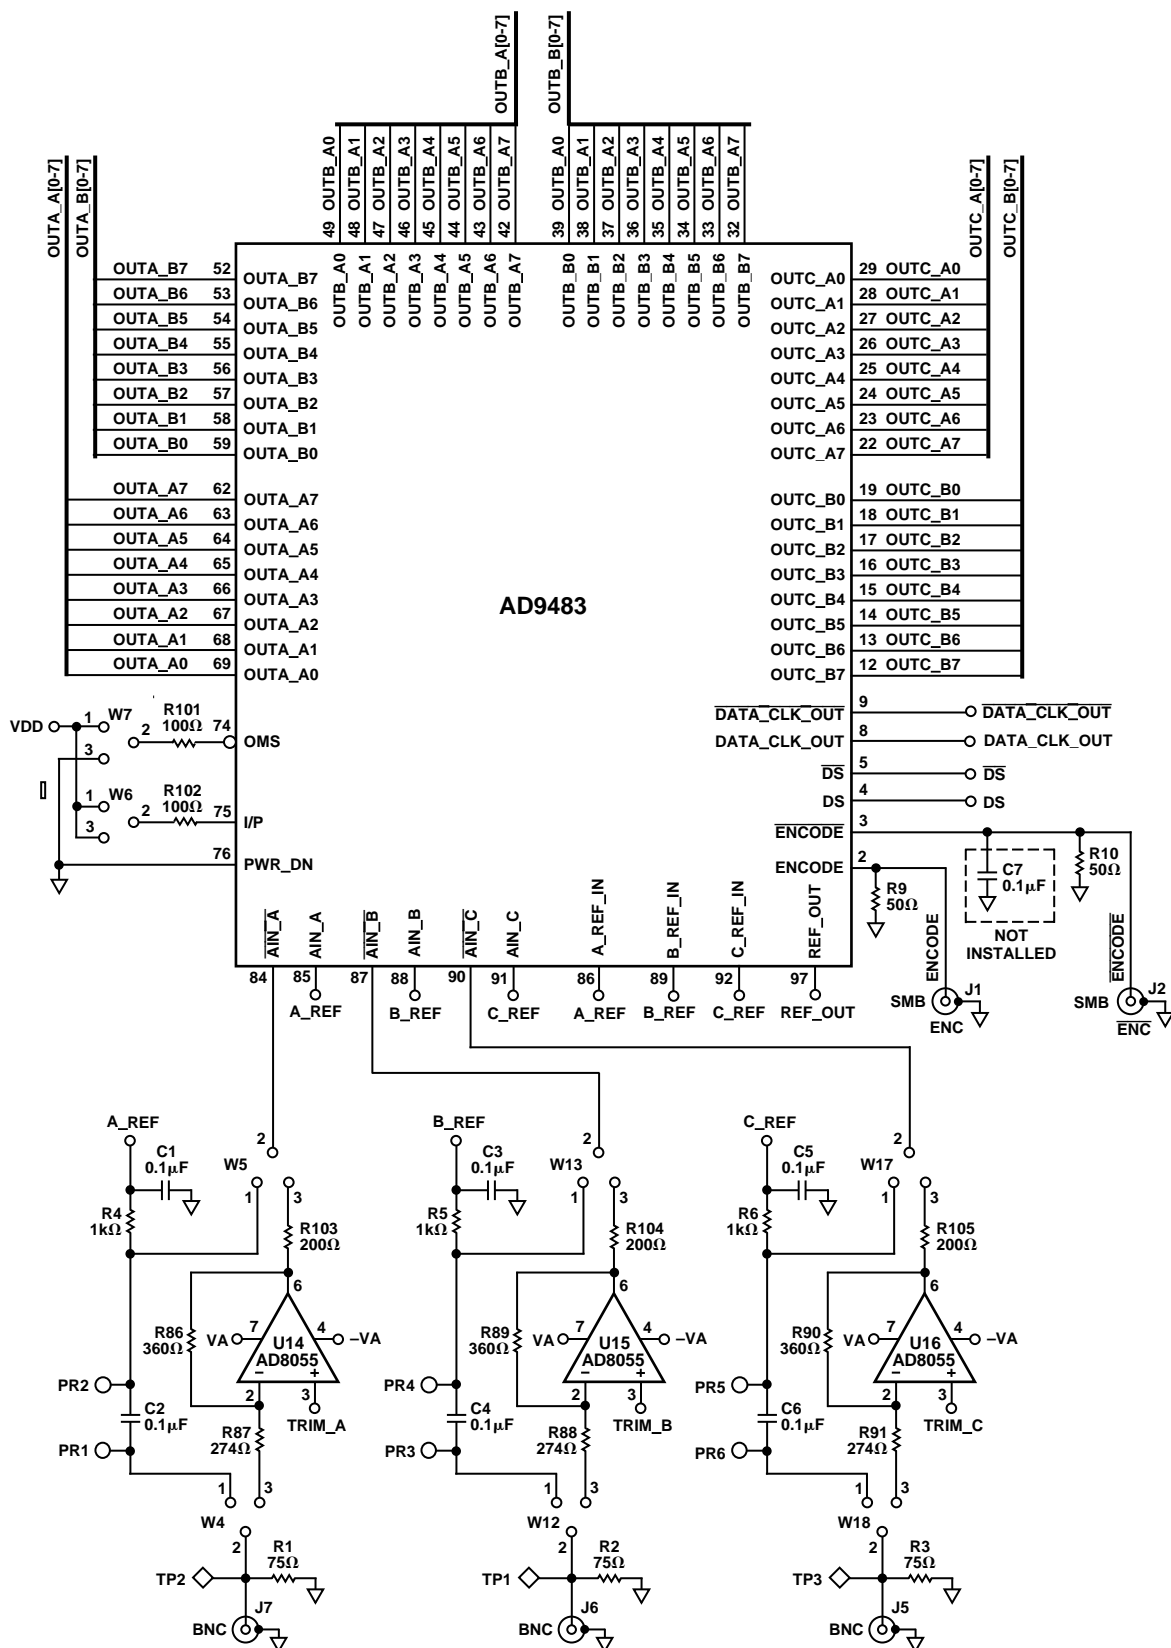 OUTB_A[0-7]
OUTB_B[0-7]
OUTA_A[0-7]
OUTA_B[0-7]
OUTC_A[0-7]
OUTC_B[0-7]
49 OUTB_A0
48 OUTB_A1
47 OUTB_A2
46 OUTB_A3
45 OUTB_A4
44 OUTB_A5
43 OUTB_A6
42 OUTB_A7
39 OUTB_A0
38 OUTB_A1
37 OUTB_A2
36 OUTB_A3
35 OUTB_A4
34 OUTB_A5
33 OUTB_A6
32 OUTB_A7
OUTB_A0
OUTB_A1
OUTB_A2
OUTB_A3
OUTB_A4
OUTB_A5
OUTB_A6
OUTB_A7
OUTB_B0
OUTB_B1
OUTB_B2
OUTB_B3
OUTB_B4
OUTB_B5
OUTB_B6
OUTB_B7
OUTA_B7 52 OUTA_B7
OUTA_B6 53 OUTA_B6
OUTA_B5 54 OUTA_B5
OUTA_B4 55 OUTA_B4
OUTA_B3 56 OUTA_B3
OUTA_B2 57 OUTA_B2
OUTA_B1 58 OUTA_B1
OUTA_B0 59 OUTA_B0
OUTA_A7 62 OUTA_A7
OUTA_A6 63 OUTA_A6
OUTA_A5 64 OUTA_A5
OUTA_A4 65 OUTA_A4
OUTA_A3 66 OUTA_A3
OUTA_A2 67 OUTA_A2
OUTA_A1 68 OUTA_A1
OUTA_A0 69 OUTA_A0
OUTC_A0 29 OUTC_A0
OUTC_A1 28 OUTC_A1
OUTC_A2 27 OUTC_A2
OUTC_A3 26 OUTC_A3
OUTC_A4 25 OUTC_A4
OUTC_A5 24 OUTC_A5
OUTC_A6 23 OUTC_A6
OUTC_A7 22 OUTC_A7
OUTC_B0 19 OUTC_B0
OUTC_B1 18 OUTC_B1
OUTC_B2 17 OUTC_B2
OUTC_B3 16 OUTC_B3
OUTC_B4 15 OUTC_B4
OUTC_B5 14 OUTC_B5
OUTC_B6 13 OUTC_B6
OUTC_B7 12 OUTC_B7
AD9483
VDD
1 W7
2
3
R101
100Ω
74
OMS
1 W6
2
3
R102
100Ω
75
I/P
76
PWR_DN
DATA_CLK_OUT 9 DATA_CLK_OUT
DATA_CLK_OUT 8 DATA_CLK_OUT
DS 5 DS
DS 4 DS
ENCODE 3
ENCODE 2
R9
50Ω
C7
0.1μF
NOT
INSTALLED
R10
50Ω
ENCODE
SMB
J1
ENC
ENCODE
SMB
J2
ENC
AIN_A
AIN_A
AIN_B
AIN_B
AIN_C
AIN_C
A_REF_IN
B_REF_IN
C_REF_IN
REF_OUT
84
85
87
88
90
91
86
89
92
97
A_REF
B_REF
C_REF
A_REF
B_REF
C_REF
REF_OUT
A_REF
C1
0.1μF
R4
1kΩ
W5
2
1
3
R103
200Ω
6
R86
360Ω
VA
7
U14
AD8055
4
–VA
−
+
2
3
TRIM_A
PR2
C2
0.1μF
PR1
R87
274Ω
1
3
W4
2
R1
75Ω
TP2
J7
BNC
B_REF
C3
0.1μF
R5
1kΩ
W13
2
1
3
R104
200Ω
6
R89
360Ω
VA
7
U15
AD8055
4
–VA
−
+
2
3
TRIM_B
PR4
C4
0.1μF
PR3
R88
274Ω
1
3
W12
2
R2
75Ω
TP1
J6
BNC
C_REF
C5
0.1μF
R6
1kΩ
W17
2
1
3
R105
200Ω
6
R90
360Ω
VA
7
U16
AD8055
4
–VA
−
+
2
3
TRIM_C
PR5
C6
0.1μF
PR6
R91
274Ω
1
3
W18
2
R3
75Ω
TP3
J5
BNC